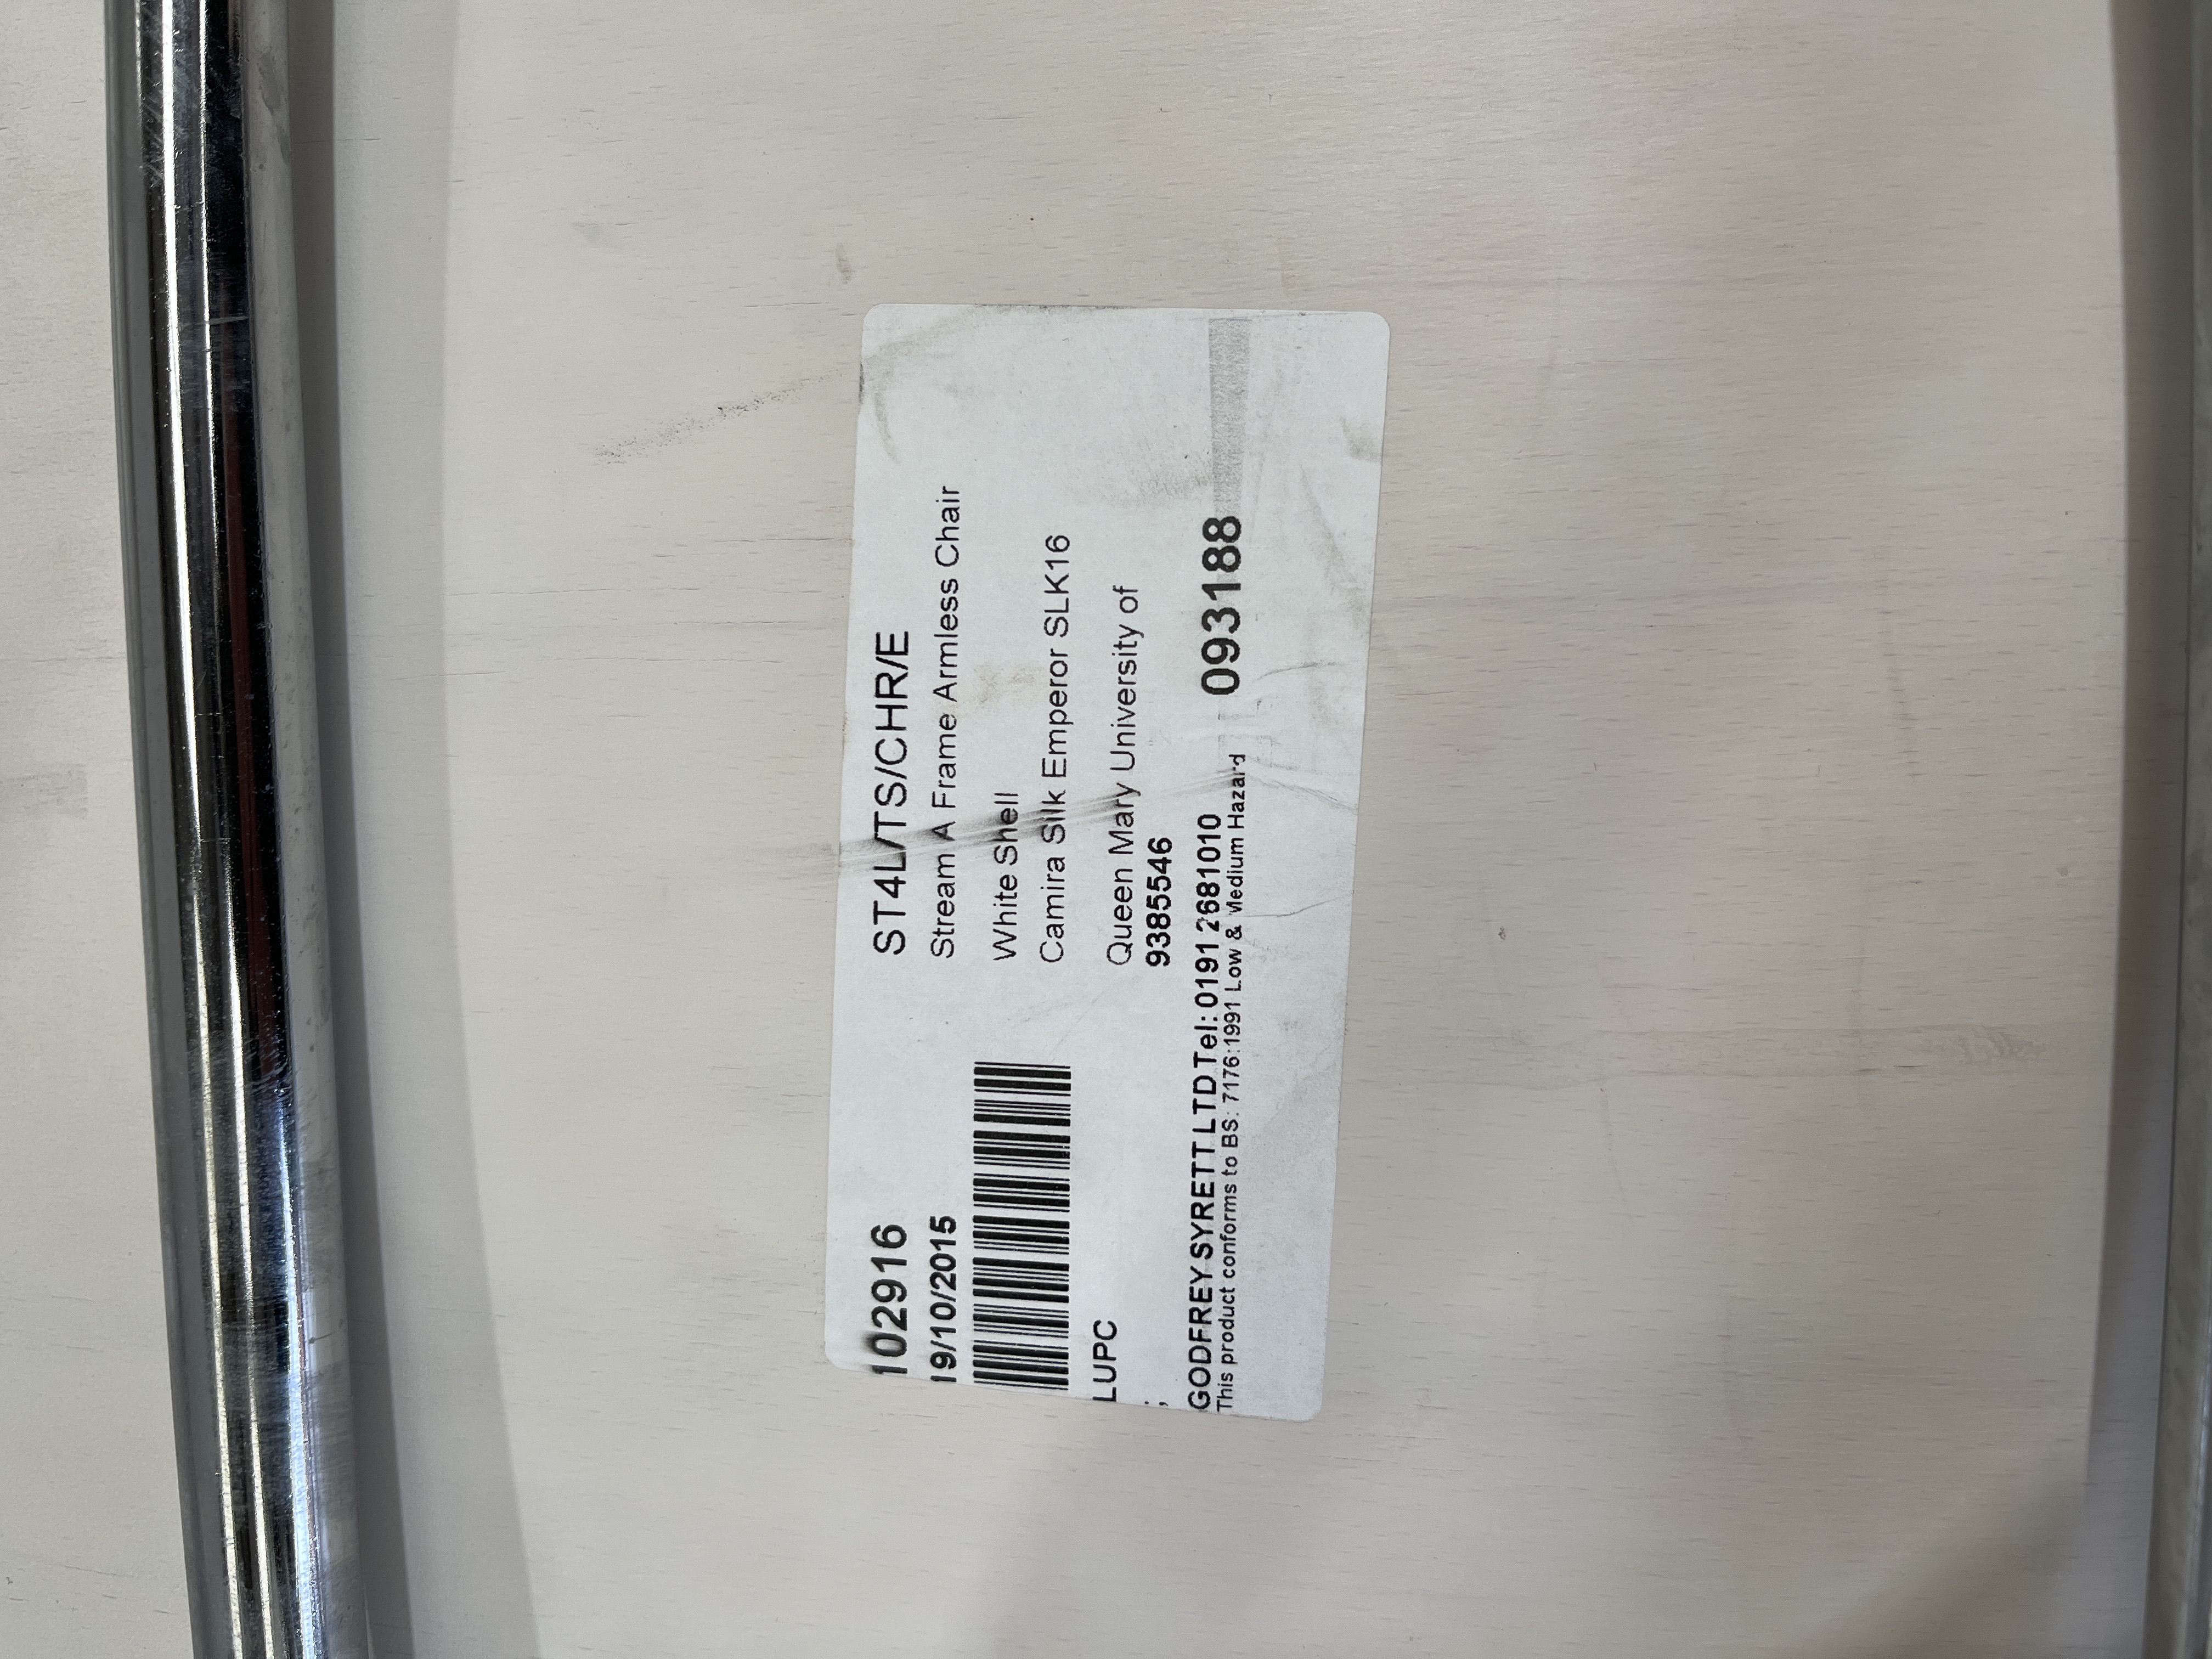 102916
ST4L/TS/CHR/E
19/10/2015
Stream A Frame Armless Chair
White Shell
Camira Silk Emperor SLK16
LUPC
Queen Mary University of
;
9385546
GODFREY SYRETT LTD Tel: 0191 2681010
093188
This product conforms to BS: 7176:1991 Low & Medium Hazard